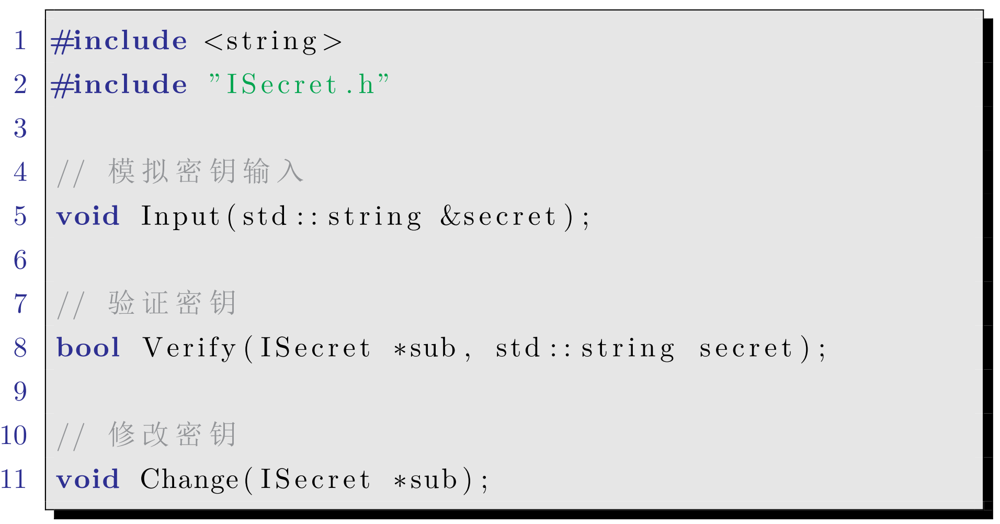 1 #include <string>
2 #include "ISecret.h"
3
4 // 模拟密钥输入
5 void Input(std::string &secret);
6
7 // 验证密钥
8 bool Verify(ISecret *sub, std::string secret);
9
10 // 修改密钥
11 void Change(ISecret *sub);